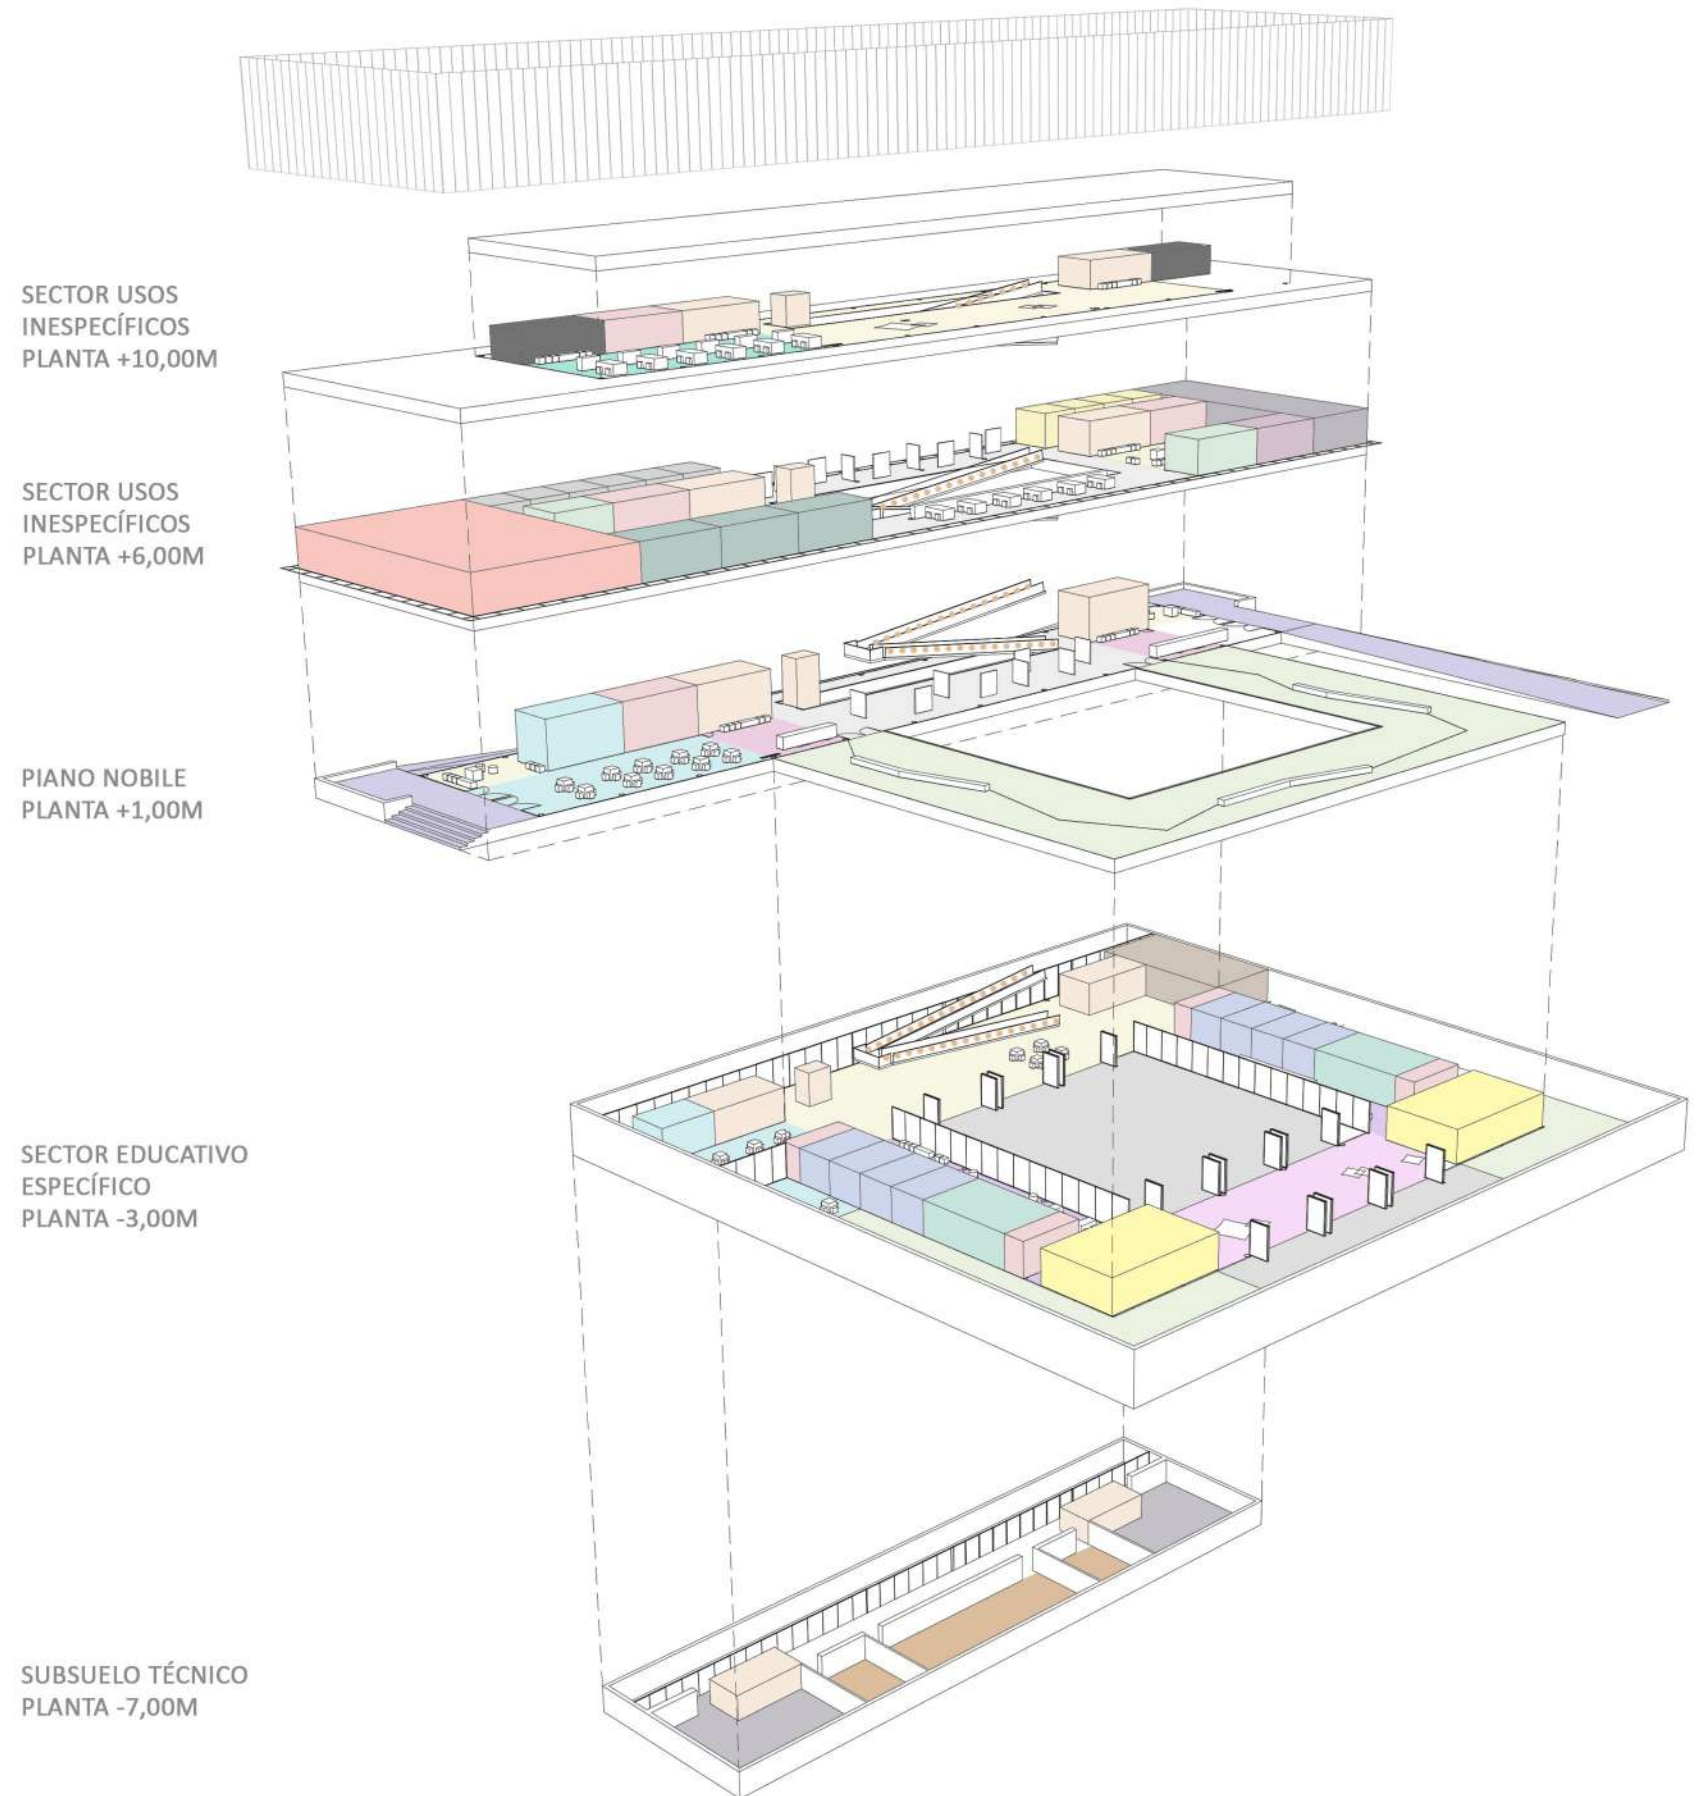 SECTOR USOS
INESPECÍFICOS
PLANTA +10,00M
SECTOR USOS
INESPECÍFICOS
PLANTA +6,00M
PIANO NOBILE
PLANTA +1,00M
SECTOR EDUCATIVO
ESPECÍFICO
PLANTA -3,00M
SUBSUELO TÉCNICO
PLANTA -7,00M